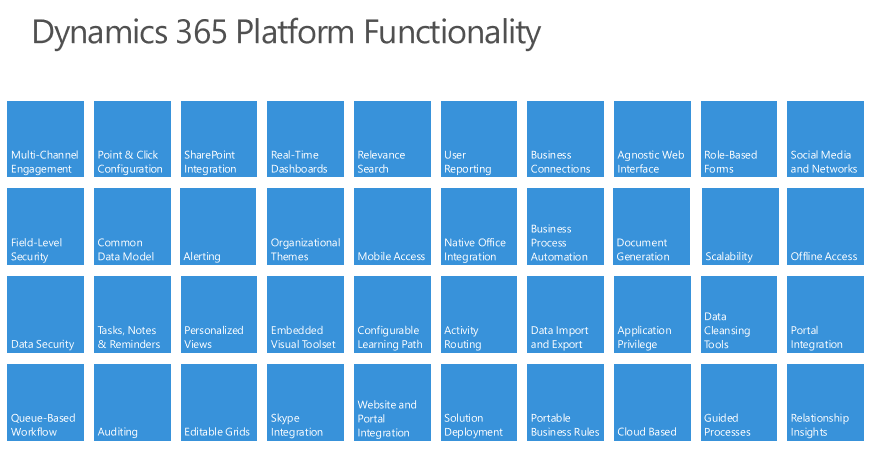 Dynamics 365 Platform Functionality
Multi-Channel
Engagement
Point & Click
Configuration
SharePoint
Integration
Real-Time
Dashboards
Relevance
Search
User
Reporting
Business
Connections
Agnostic Web
Interface
Role-Based
Forms
Social Media
and Networks
Field-Level
Security
Common
Data Model
Alerting
Organizational
Themes
Mobile Access
Native Office
Integration
Business
Process
Automation
Document
Generation
Scalability
Offline Access
Data Security
Tasks, Notes
& Reminders
Personalized
Views
Embedded
Visual Toolset
Configurable
Learning Path
Activity
Routing
Data Import
and Export
Application
Privilege
Data
Cleansing
Tools
Portal
Integration
Queue-Based
Workflow
Auditing
Editable Grids
Skype
Integration
Website and
Portal
Integration
Solution
Deployment
Portable
Business Rules
Cloud Based
Guided
Processes
Relationship
Insights